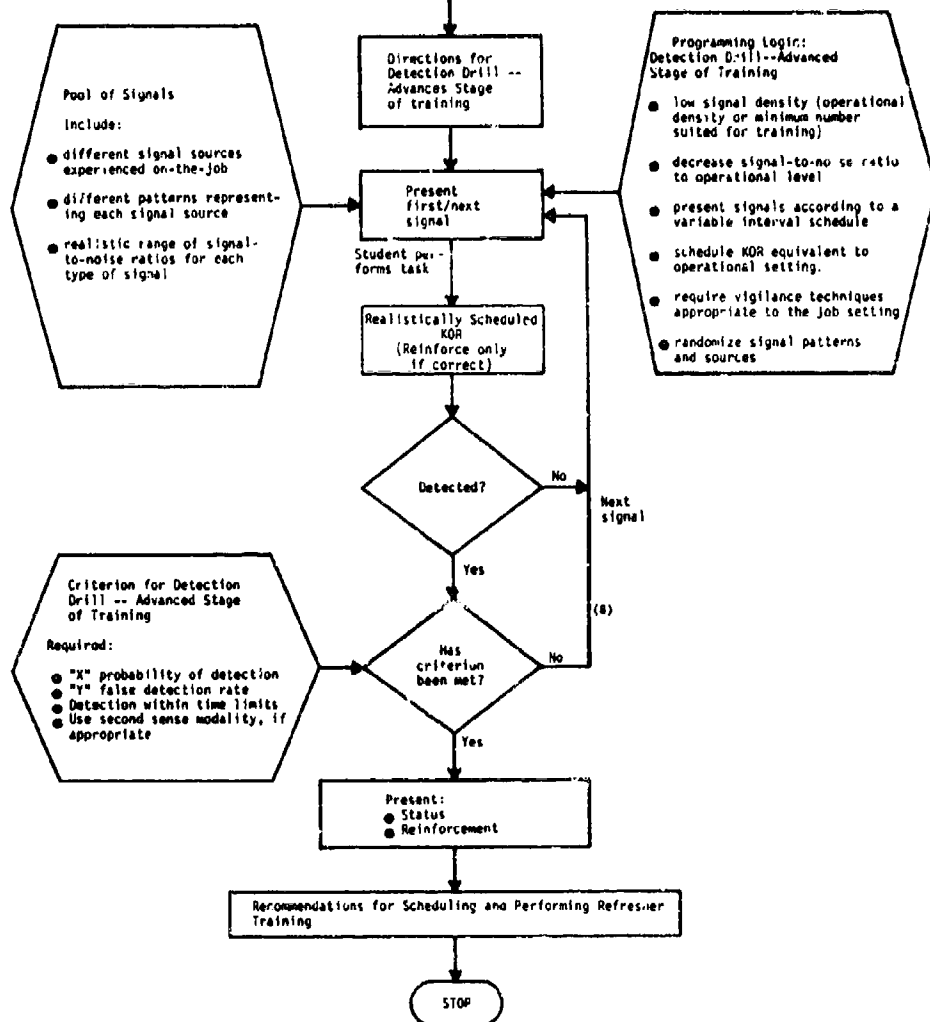 Directions for
Detection Drill --
Advances Stage
of training
Pool of Signals
Include:
● different signal sources
experienced on-the-job
● different patterns represent-
ing each signal source
● realistic range of signal-
to-noise ratios for each
type of signal
Programming Logic:
Detection Drill--Advanced
Stage of Training
● low signal density (operational
density or minimum number
suited for training)
● decrease signal-to-no se ratio
to operational level
● present signals according to a
variable interval schedule
● schedule KOR equivalent to
operational setting.
● require vigilance techniques
appropriate to the job setting
● randomize signal patterns
and sources
Present
first/next
signal
Student per-
forms task
Realistically Scheduled
KOR
(Reinforce only
if correct)
Detected?
No
Next
signal
Yes
Criterion for Detection
Drill -- Advanced Stage
of Training
Required:
● "X" probability of detection
● "Y" false detection rate
● Detection within time limits
● Use second sense modality, if
appropriate
Has
criterion
been met?
No
(8)
Yes
Present:
● Status
● Reinforcement
Recommendations for Scheduling and Performing Refresher
Training
STOP